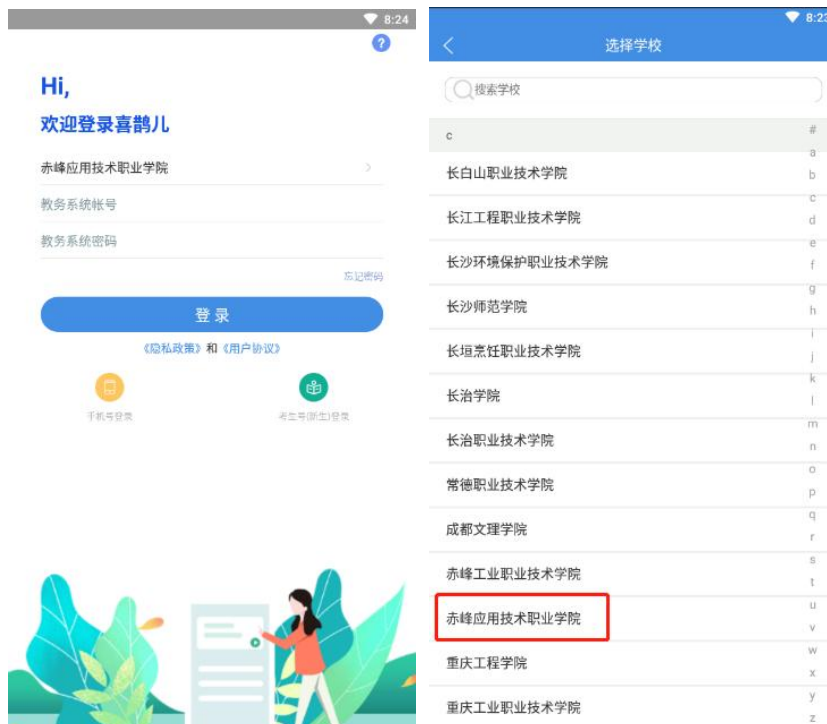 8:24
?
Hi,
欢迎登录喜鹊儿
赤峰应用技术职业学院
教务系统帐号
教务系统密码
忘记密码
登 录
《隐私政策》和《用户协议》
手机号登录
考生号(新生)登录
8:23
选择学校
搜索学校
c
长白山职业技术学院
长江工程职业技术学院
长沙环境保护职业技术学院
长沙师范学院
长垣烹饪职业技术学院
长治学院
长治职业技术学院
常德职业技术学院
成都文理学院
赤峰工业职业技术学院
赤峰应用技术职业学院
重庆工程学院
重庆工业职业技术学院
#
a
b
c
d
e
f
g
h
i
j
k
l
m
n
o
p
q
r
s
t
u
v
w
x
y
z